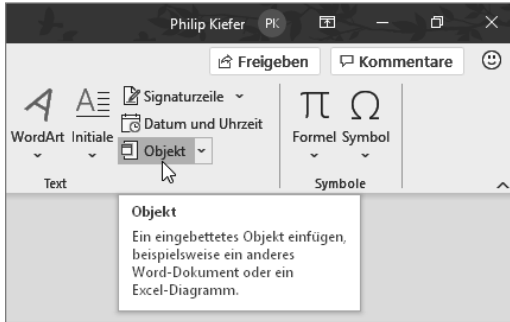 Philip Kiefer PK
Freigeben Kommentare
Signaturzeile
Datum und Uhrzeit
WordArt Initiale Formel Symbol
Objekt
Text Symbole
Objekt
Ein eingebettetes Objekt einfügen,
beispielsweise ein anderes
Word-Dokument oder ein
Excel-Diagramm.